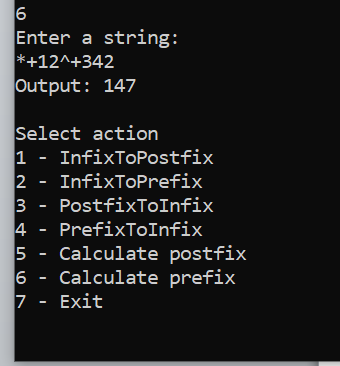 6
Enter a string:
*+12^+342
Output: 147

Select action
1 - InfixToPostfix
2 - InfixToPrefix
3 - PostfixToInfix
4 - PrefixToInfix
5 - Calculate postfix
6 - Calculate prefix
7 - Exit